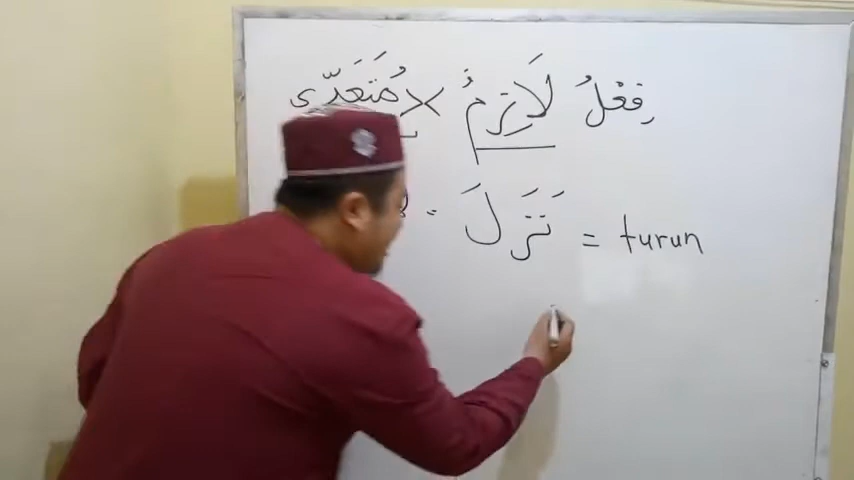 فِعْلُ لَازِمُ × مُتَعَدِّى
نَزَلَ = turun